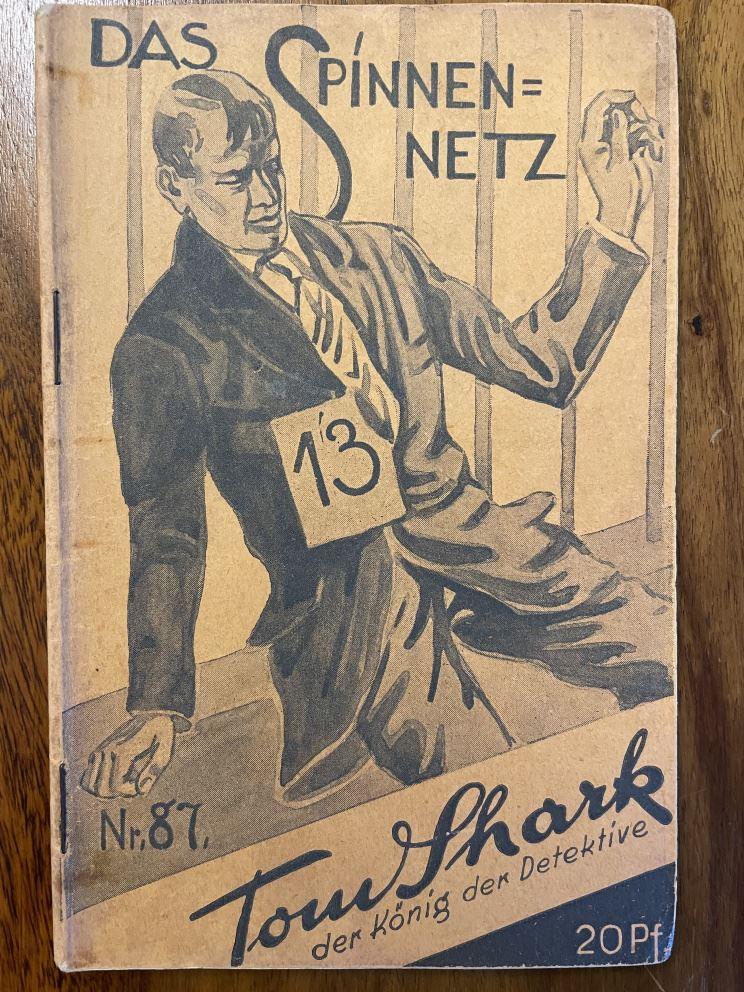 DAS SPINNEN=
NETZ
13
Nr. 87.
Tom Shark
der König der Detektive
20 Pf.